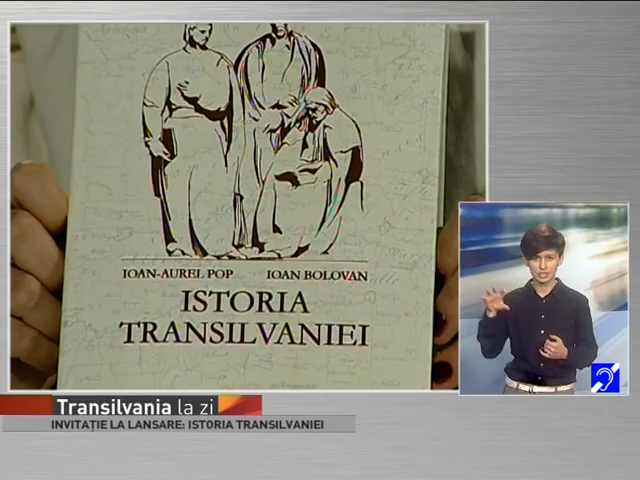 IOAN-AUREL POP IOAN BOLOVAN
ISTORIA
TRANSILVANIEI
Transilvania la zi
INVITAȚIE LA LANSARE: ISTORIA TRANSILVANIEI